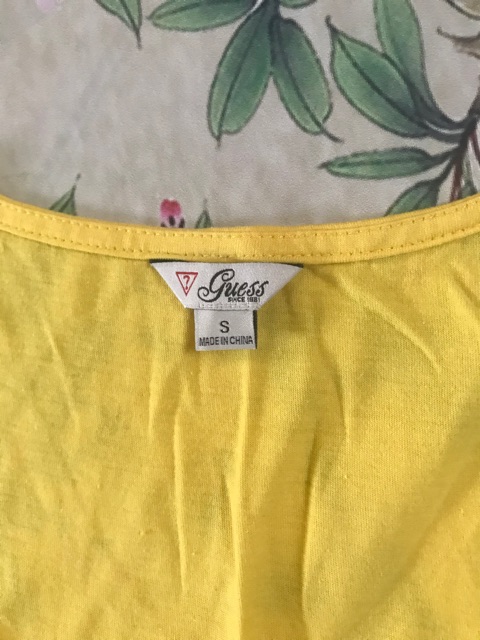 ?
Guess
SINCE 1981
S
MADE IN CHINA